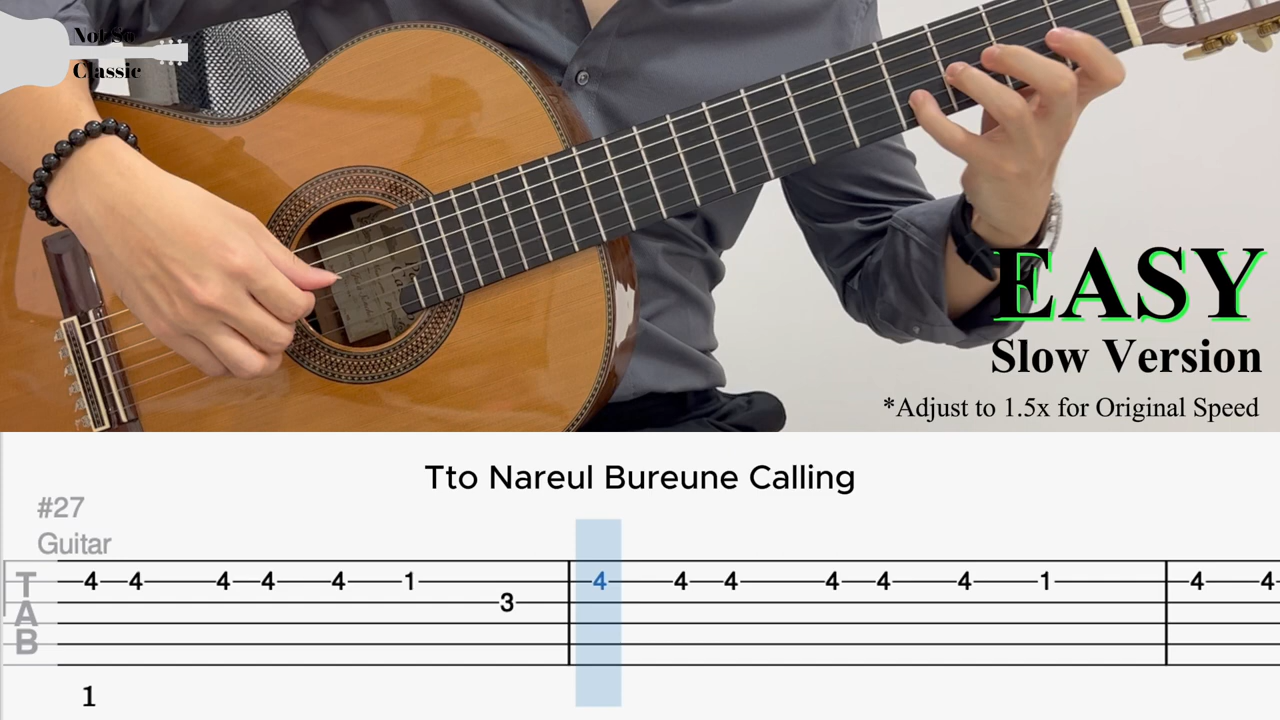 Not So
Classic
EASY
Slow Version
*Adjust to 1.5x for Original Speed
Tto Nareul Bureune Calling
#27
Guitar
TAB
4 4 4 4 4 1 3 4 4 4 4 4 4 1 4 4
1